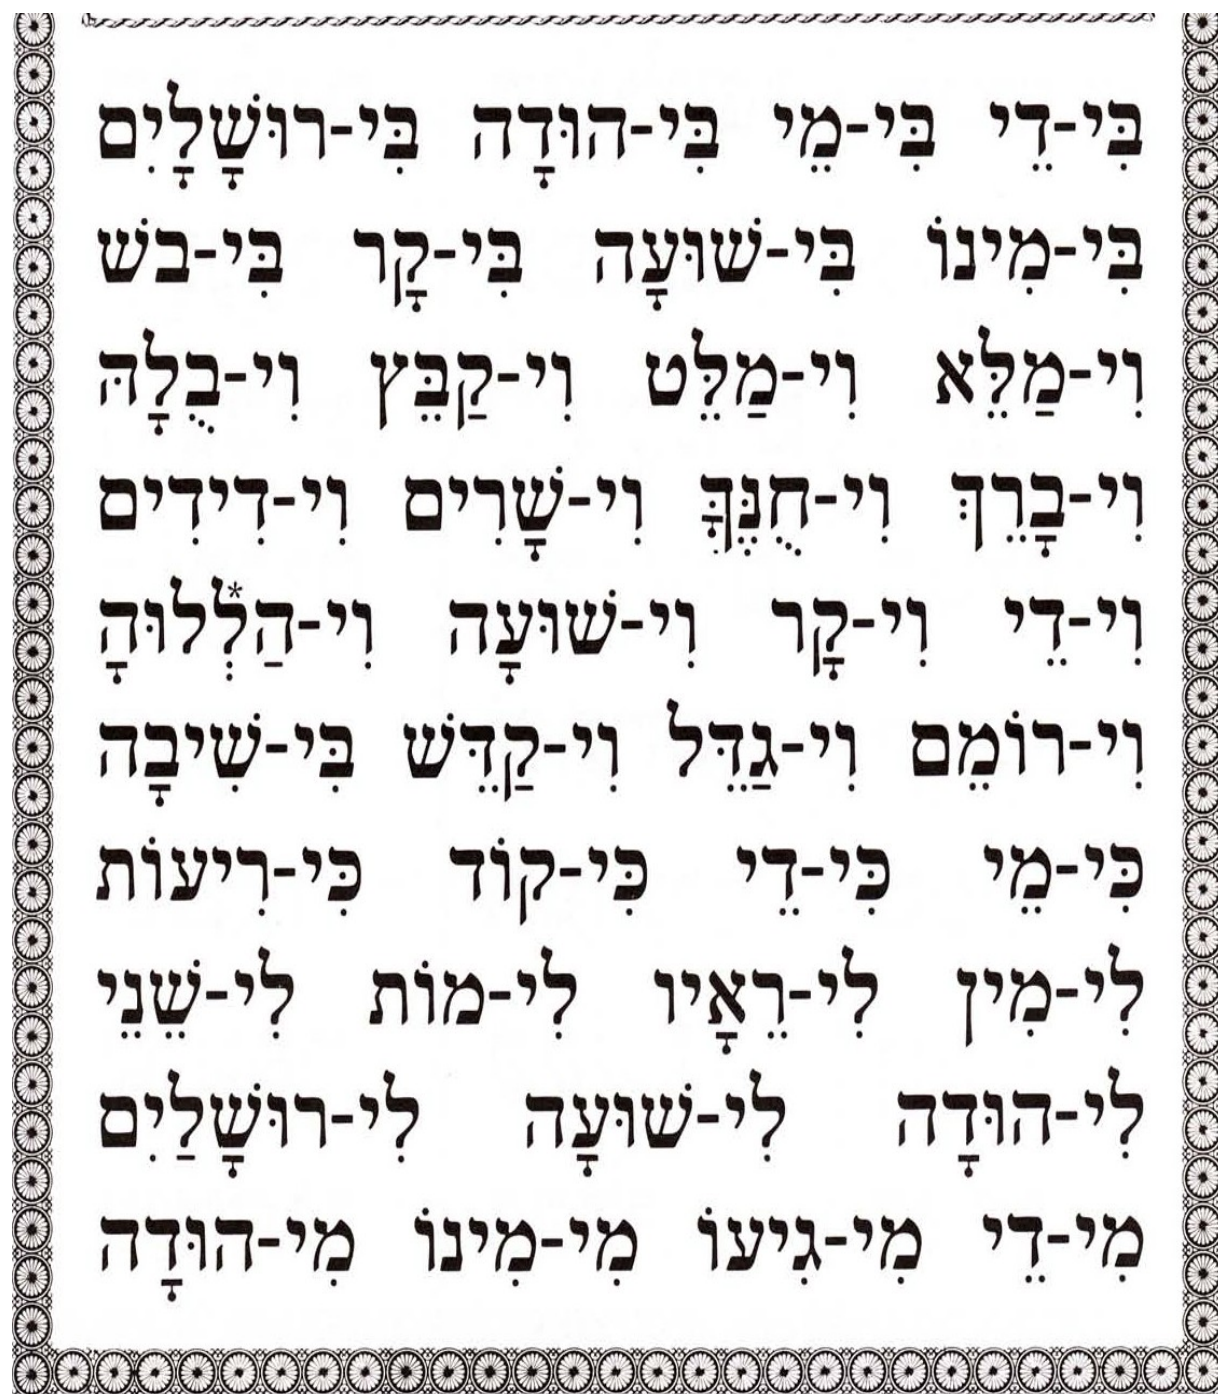 בִּי-דֵי בִּי-מֵי בִּי-הוּדָה בִּי-רוּשָׁלָיִם
בִּי-מִינוֹ בִּי-שׁוּעָה בִּי-קָר בִּי-בשׁ
וִי-מַלֵּא וִי-מַלֵּט וִי-קַבֵּץ וִי-בֻלָהּ
וִי-בָרֵךְ וִי-חֻנֶּךָּ וִי-שָׁרִים וִי-דִידִים
וִי-דֵי וִי-קָר וִי-שׁוּעָה וִי-הַלְ*לוּהָ
וִי-רוֹמֵם וִי-גַדֵּל וִי-קַדֵּשׁ בִּי-שִׁיבָה
כִּי-מֵי כִּי-דֵי כִּי-קוֹד כִּי-רִיעוֹת
לִי-מִין לִי-רֵאָיו לִי-מוֹת לִי-שֵׁנֵי
לִי-הוּדָה לִי-שׁוּעָה לִי-רוּשָׁלַיִם
מִי-דֵי מִי-גִיעוֹ מִי-מִינוֹ מִי-הוּדָה